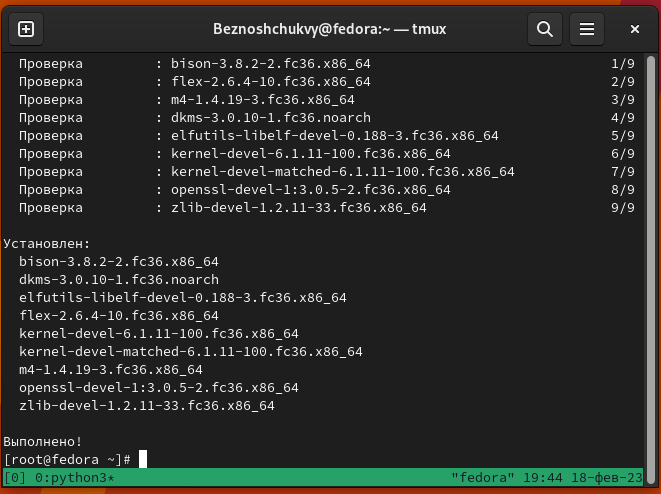 Beznoshchukvy@fedora:~ — tmux
Проверка : bison-3.8.2-2.fc36.x86_64 1/9
Проверка : flex-2.6.4-10.fc36.x86_64 2/9
Проверка : m4-1.4.19-3.fc36.x86_64 3/9
Проверка : dkms-3.0.10-1.fc36.noarch 4/9
Проверка : elfutils-libelf-devel-0.188-3.fc36.x86_64 5/9
Проверка : kernel-devel-6.1.11-100.fc36.x86_64 6/9
Проверка : kernel-devel-matched-6.1.11-100.fc36.x86_64 7/9
Проверка : openssl-devel-1:3.0.5-2.fc36.x86_64 8/9
Проверка : zlib-devel-1.2.11-33.fc36.x86_64 9/9
Установлен:
bison-3.8.2-2.fc36.x86_64
dkms-3.0.10-1.fc36.noarch
elfutils-libelf-devel-0.188-3.fc36.x86_64
flex-2.6.4-10.fc36.x86_64
kernel-devel-6.1.11-100.fc36.x86_64
kernel-devel-matched-6.1.11-100.fc36.x86_64
m4-1.4.19-3.fc36.x86_64
openssl-devel-1:3.0.5-2.fc36.x86_64
zlib-devel-1.2.11-33.fc36.x86_64
Выполнено!
[root@fedora ~]#
[0] 0:python3* "fedora" 19:44 18-фев-23